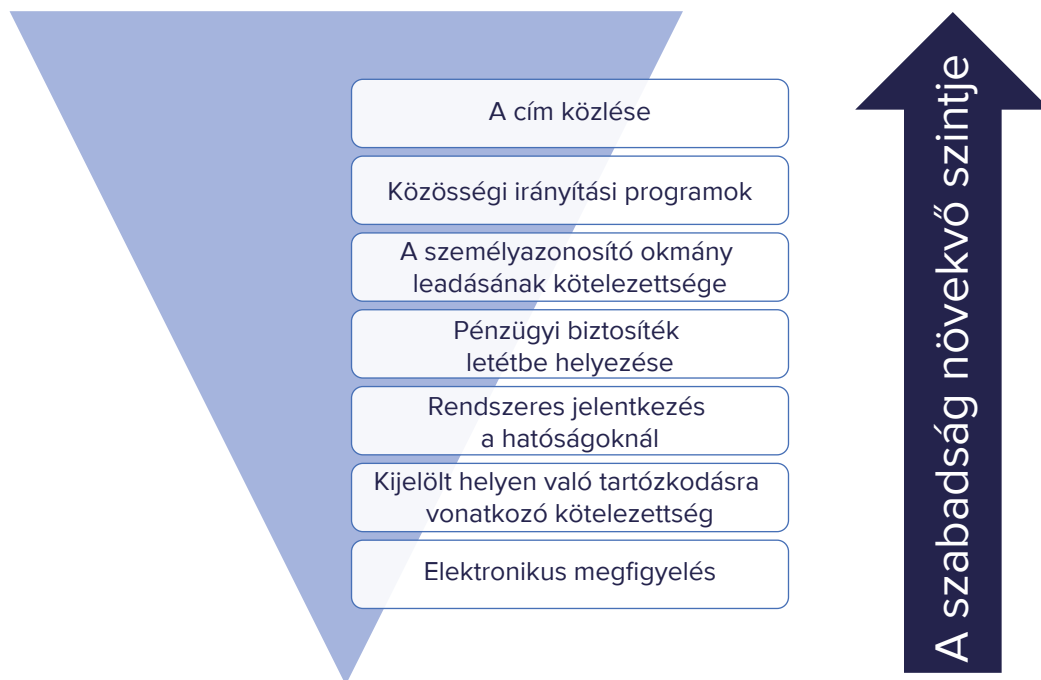 A cím közlése
Közösségi irányítási programok
A személyazonosító okmány
leadásának kötelezettsége
Pénzügyi biztosíték
letétbe helyezése
Rendszeres jelentkezés
a hatóságoknál
Kijelölt helyen való tartózkodásra
vonatkozó kötelezettség
Elektronikus megfigyelés
A szabadság növekvő szintje